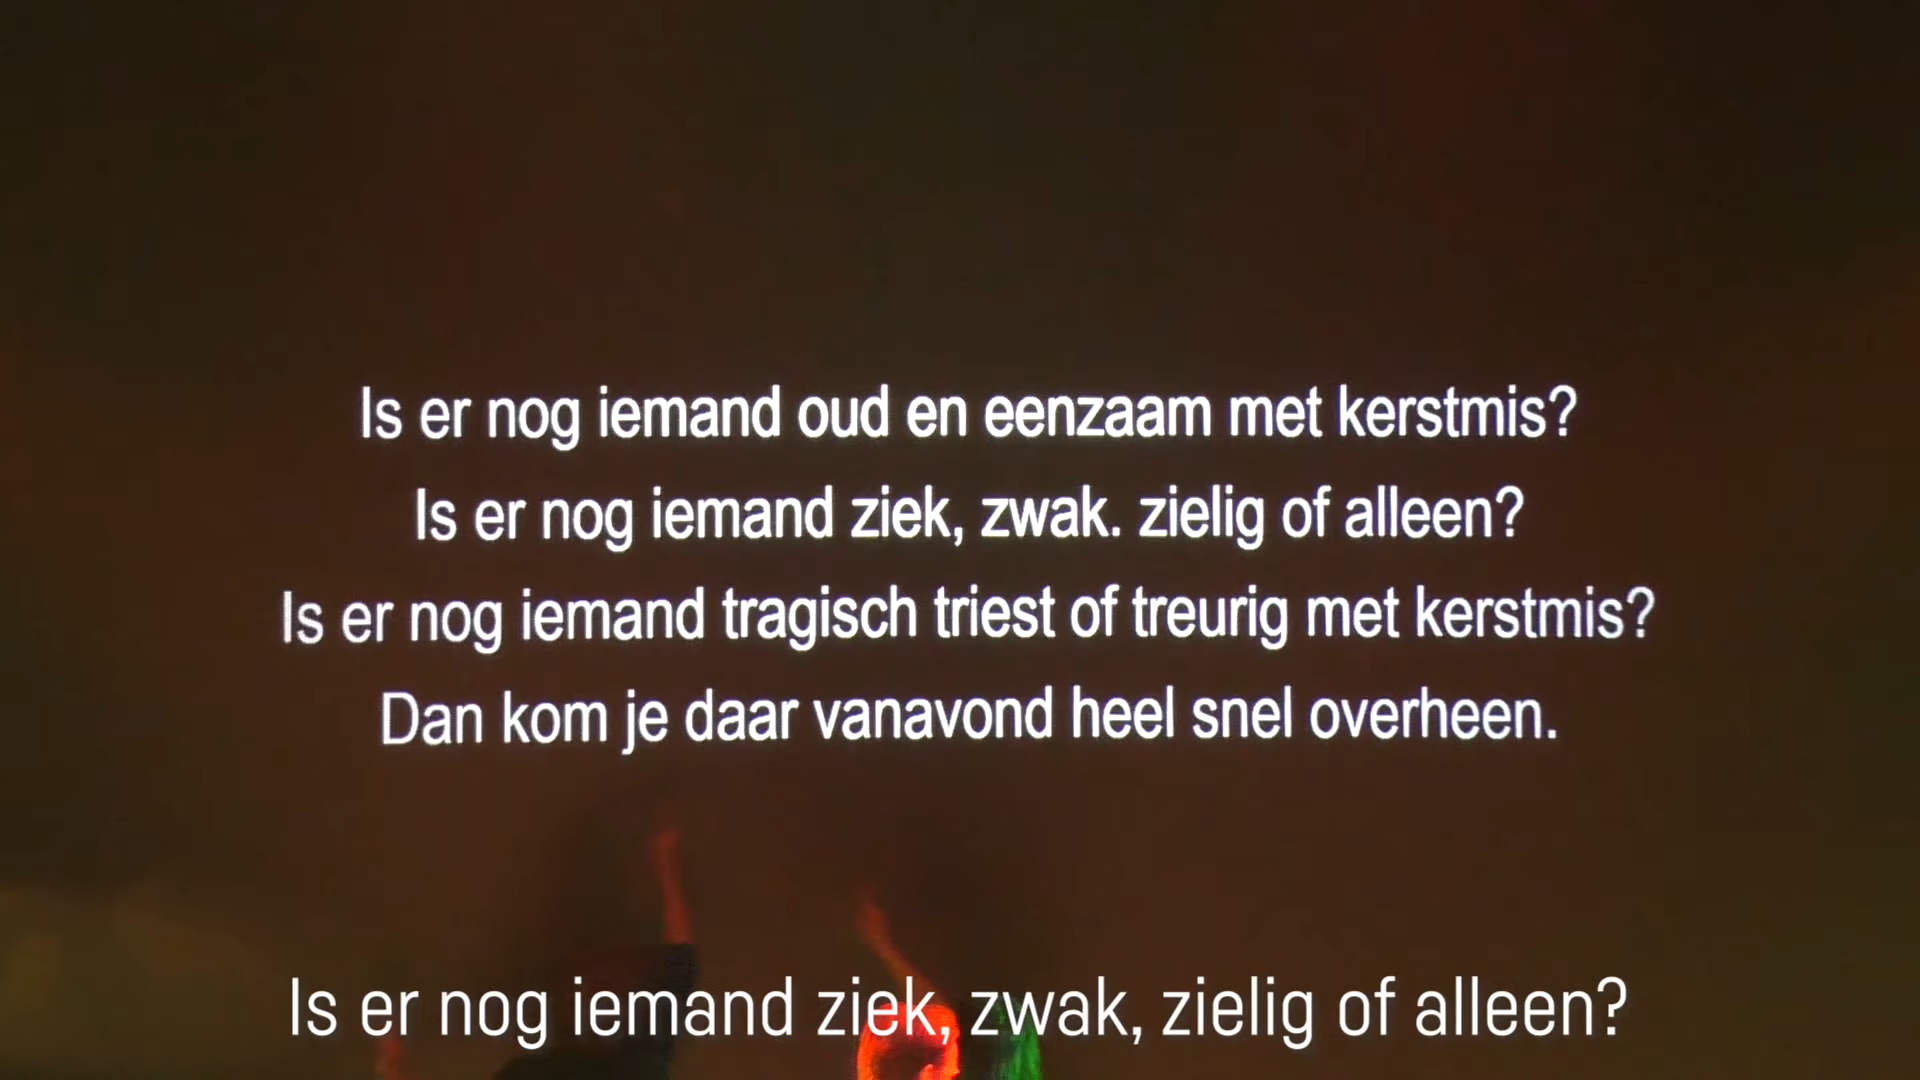 Is er nog iemand oud en eenzaam met kerstmis?
Is er nog iemand ziek, zwak. zielig of alleen?
Is er nog iemand tragisch triest of treurig met kerstmis?
Dan kom je daar vanavond heel snel overheen.
Is er nog iemand ziek, zwak, zielig of alleen?